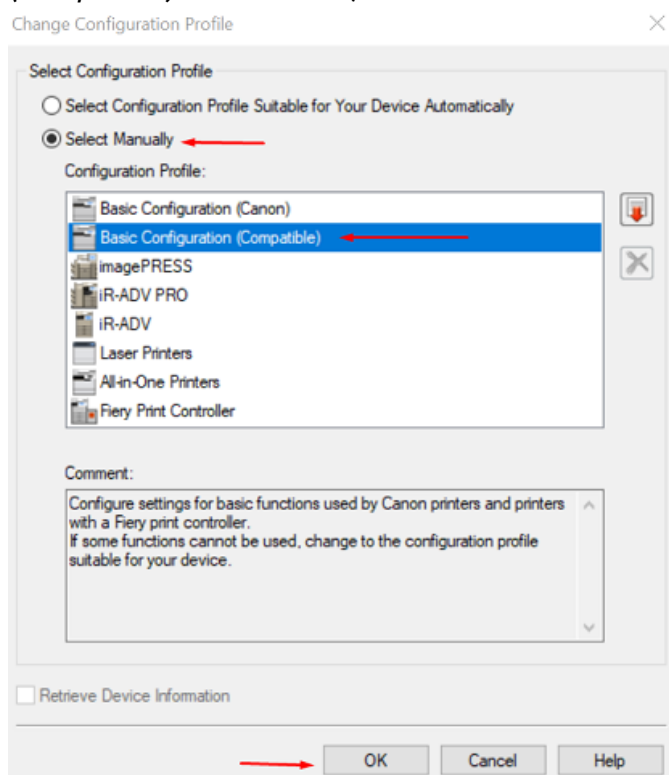 Change Configuration Profile
Select Configuration Profile
Select Configuration Profile Suitable for Your Device Automatically
Select Manually
Configuration Profile:
Basic Configuration (Canon)
Basic Configuration (Compatible)
imagePRESS
iR-ADV PRO
iR-ADV
Laser Printers
All-in-One Printers
Fiery Print Controller
Comment:
Configure settings for basic functions used by Canon printers and printers
with a Fiery print controller.
If some functions cannot be used, change to the configuration profile
suitable for your device.
Retrieve Device Information
OK Cancel Help